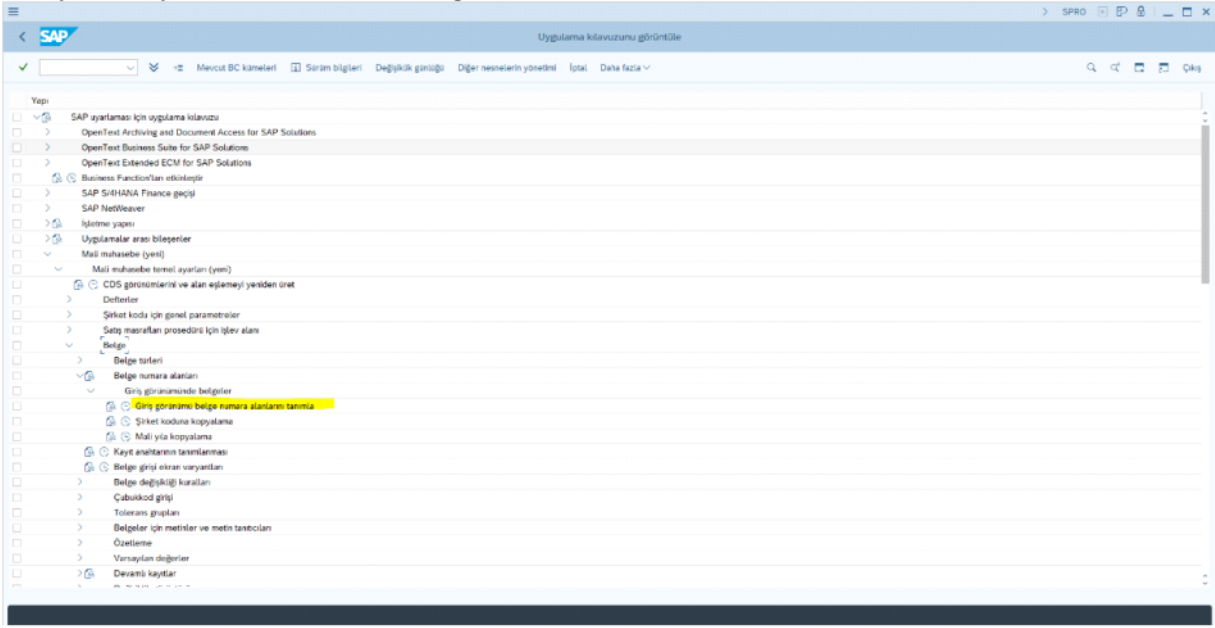 SPRO
SAP
Uygulama kılavuzunu görüntüle
Mevcut BC kümeleri Sürüm bilgileri Değişiklik günlüğü Diğer nesnelerin yönetimi İptal Daha fazla Çıkış
Yapı
SAP uyarlaması için uygulama kılavuzu
OpenText Archiving and Document Access for SAP Solutions
OpenText Business Suite for SAP Solutions
OpenText Extended ECM for SAP Solutions
Business Function'ları etkinleştir
SAP S/4HANA Finance geçişi
SAP NetWeaver
İşletme yapısı
Uygulamalar arası bileşenler
Mali muhasebe (yeni)
Mali muhasebe temel ayarları (yeni)
CDS görünümlerini ve alan eşlemeyi yeniden üret
Defterler
Şirket kodu için genel parametreler
Satış masrafları prosedürü için işlev alanı
Belge
Belge türleri
Belge numara alanları
Giriş görünümünde belgeler
Giriş görünümü belge numara alanlarını tanımla
Şirket koduna kopyalama
Mali yıla kopyalama
Kayıt anahtarının tanımlanması
Belge girişi ekran varyantları
Belge değişikliği kuralları
Çabukkod girişi
Tolerans grupları
Belgeler için metinler ve metin tanıtıcıları
Özetleme
Varsayılan değerler
Devamlı kayıtlar